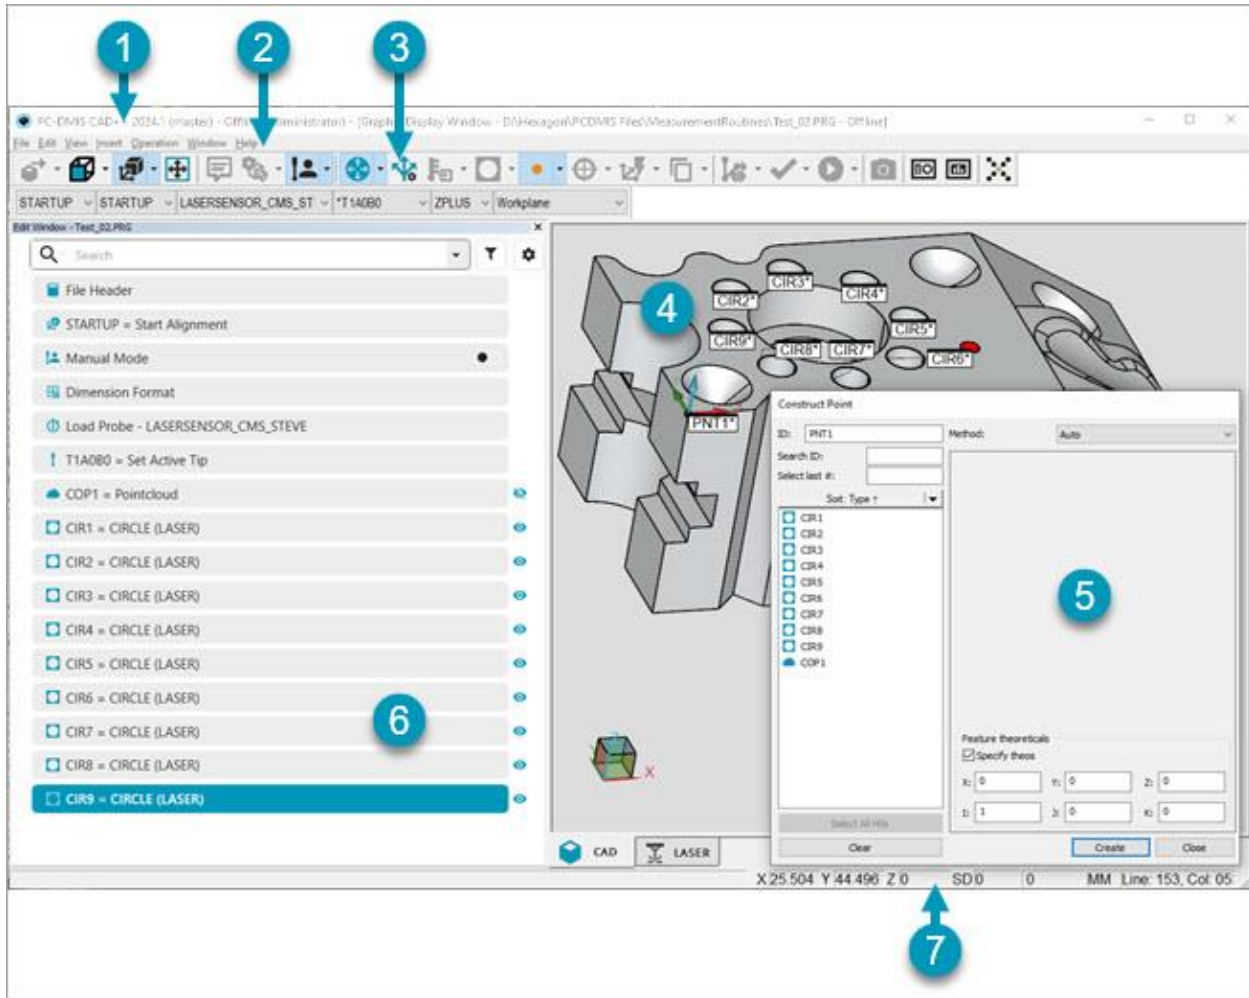 1 2 3
PC-DMIS CAD++ 2024.1 (master) - Offline Administrator) - [Graphic Display Window - D:\Hexagon\PCDMIS Files\MeasurementRoutines\Test_02.PRG - Offline]
File Edit View Insert Operation Window Help
STARTUP STARTUP LASERSENSOR_CMS_ST *T1A0B0 ZPLUS Workplane
Edit Window - Test_02.PRG
Search
File Header
STARTUP = Start Alignment
Manual Mode
Dimension Format
Load Probe - LASERSENSOR_CMS_STEVE
T1A0B0 = Set Active Tip
COP1 = Pointcloud
CIR1 = CIRCLE (LASER)
CIR2 = CIRCLE (LASER)
CIR3 = CIRCLE (LASER)
CIR4 = CIRCLE (LASER)
CIR5 = CIRCLE (LASER)
CIR6 = CIRCLE (LASER)
CIR7 = CIRCLE (LASER)
CIR8 = CIRCLE (LASER)
CIR9 = CIRCLE (LASER)
6
4
CIR3*
CIR2* CIR4*
CIR5*
CIR9*
CIR8* CIR7* CIR6*
PNT1*
X
Construct Point
ID: PNT1 Method: Auto
Search ID:
Select last #:
Sort: Type ↑
CIR1
CIR2
CIR3
CIR4
CIR5
CIR6
CIR7
CIR8
CIR9
COP1
5
Feature theoreticals
Specify theos
X: 0 Y: 0 Z: 0
I: 1 J: 0 K: 0
Select All Hits
Clear Create Close
CAD LASER
X 25.504 Y 44.496 Z 0 SD 0 0 MM Line: 153, Col: 05
7